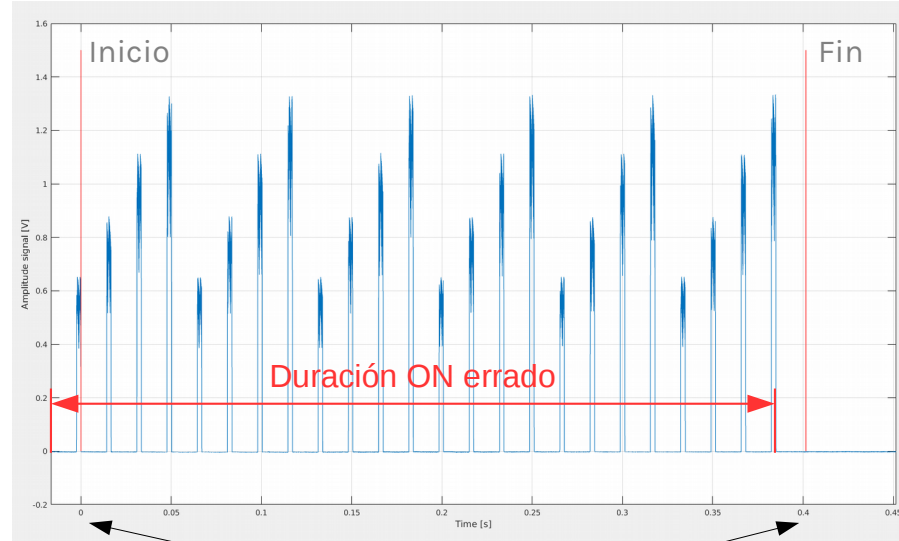 1.6
Inicio
Fin
1.4
1.2
1
0.8
Amplitude signal [V]
0.6
0.4
Duración ON errado
0.2
0
-0.2
0 0.05 0.1 0.15 0.2 0.25 0.3 0.35 0.4 0.45
Time [s]